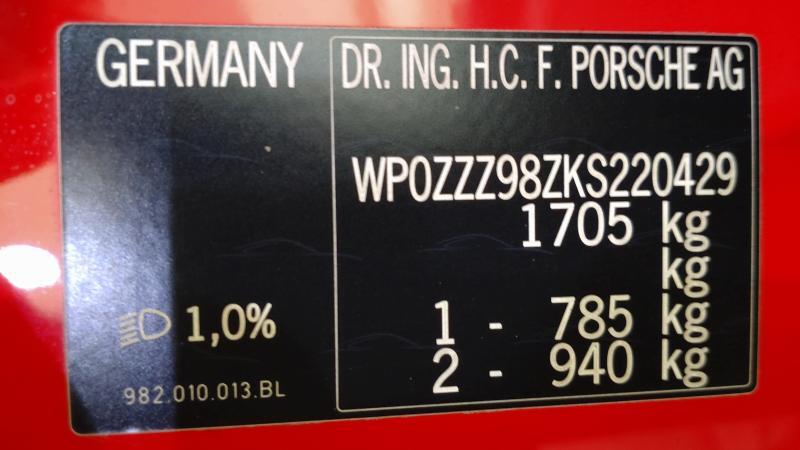 GERMANY
DR. ING. H.C. F. PORSCHE AG
WP0ZZZ98ZKS220429
1705 kg
kg
1 - 785 kg
2 - 940 kg
1,0%
982.010.013.BL